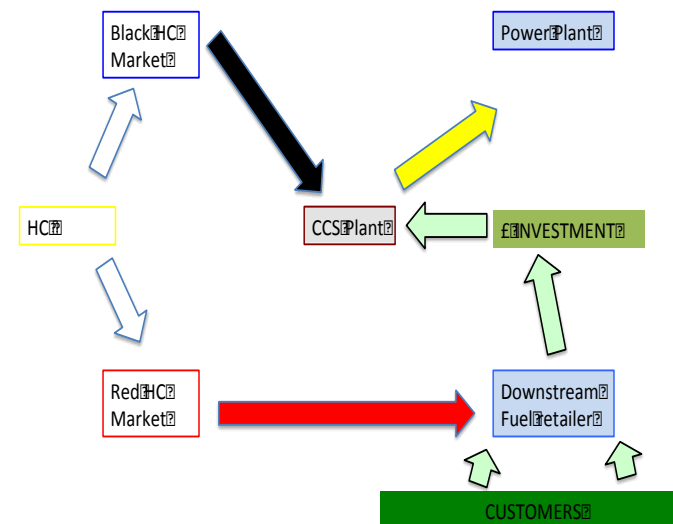 Black HC
Market
Power Plant
HC
CCS Plant
£ INVESTMENT
Red HC
Market
Downstream
Fuel retailer
CUSTOMERS